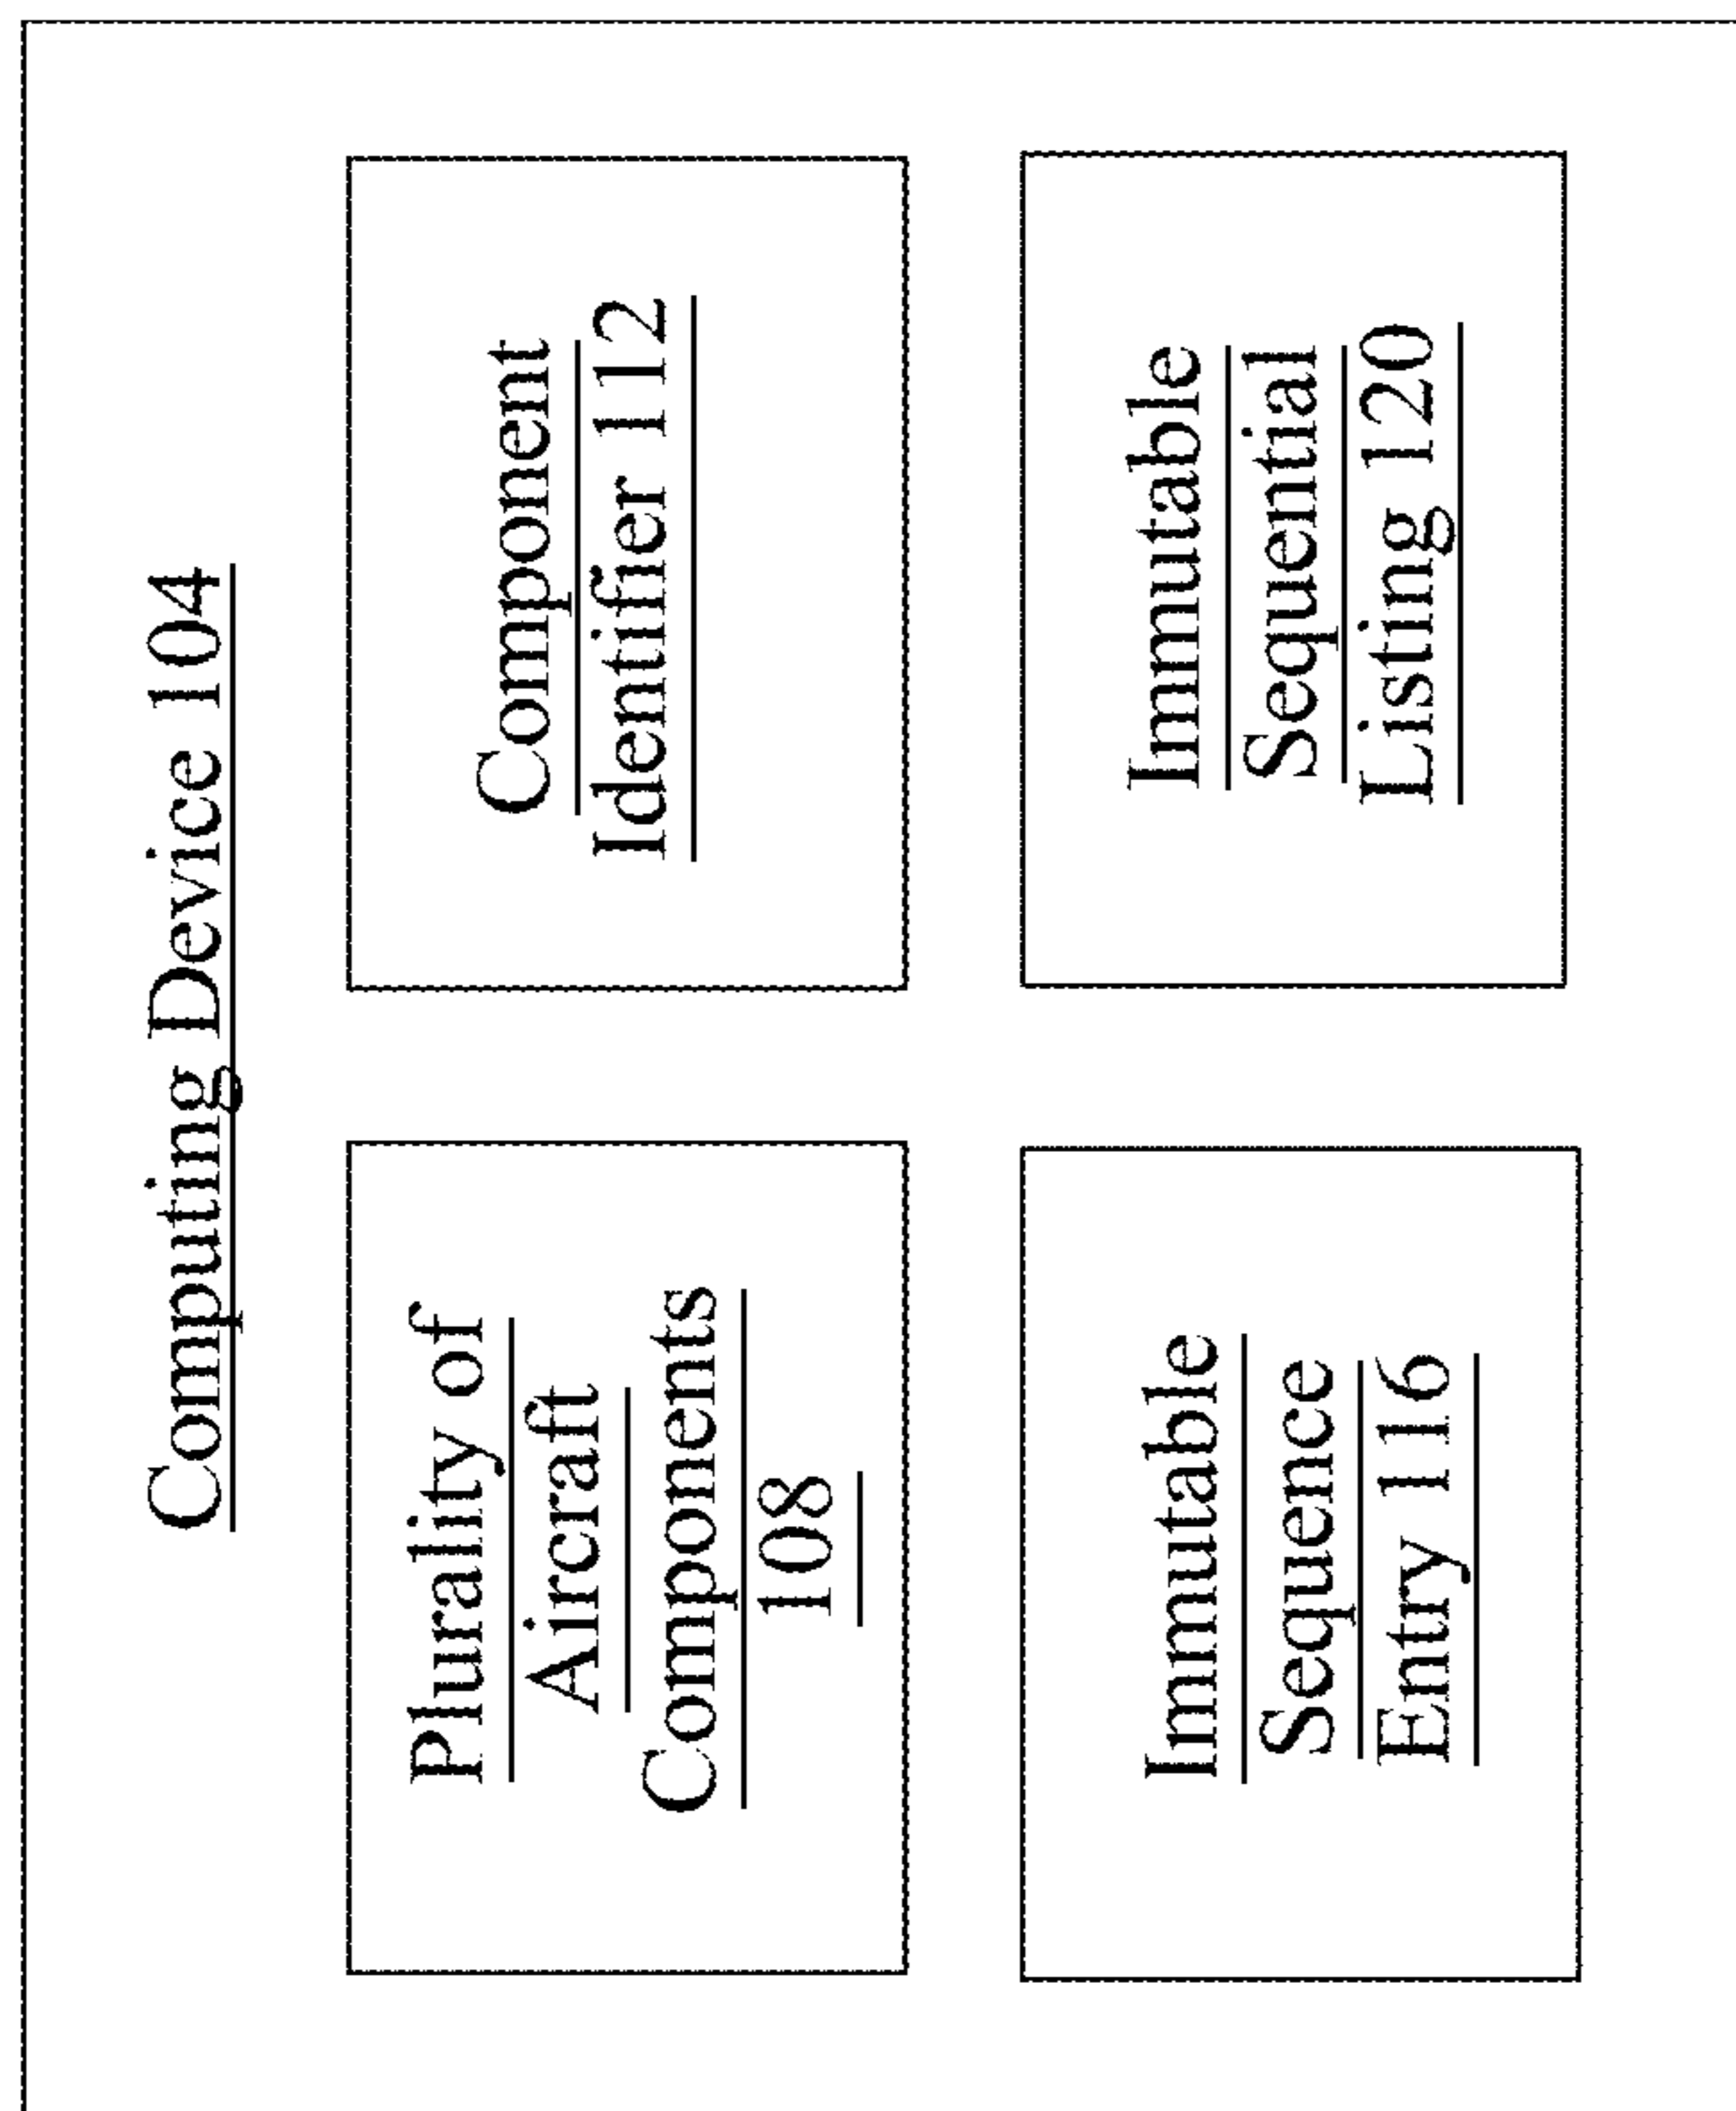 Computing Device 104
Plurality of
Aircraft
Components
108
Component
Identifier 112
Immutable
Sequence
Entry 116
Immutable
Sequential
Listing 120